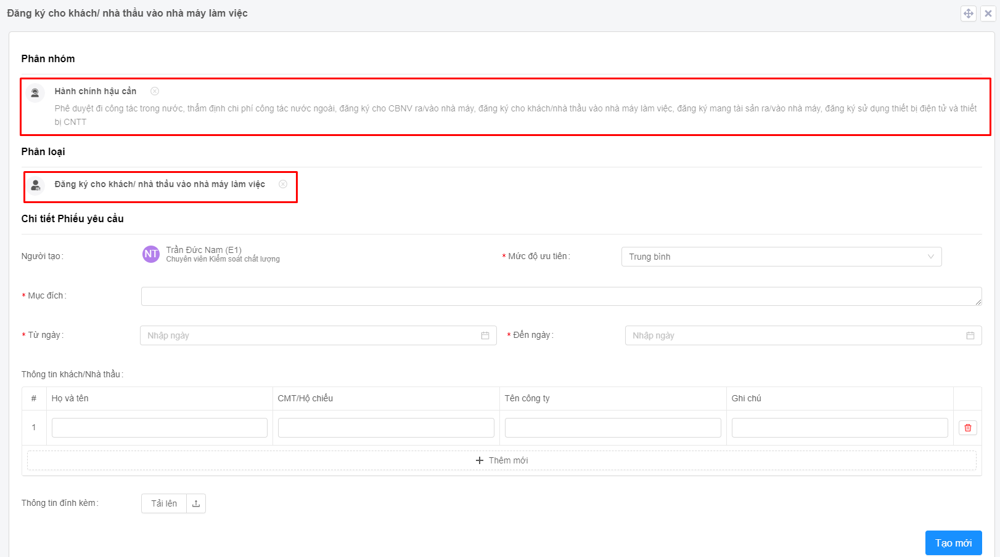 Đăng ký cho khách/ nhà thầu vào nhà máy làm việc
Phân nhóm
Hành chính hậu cần
Phê duyệt đi công tác trong nước, thẩm định chi phí công tác nước ngoài, đăng ký cho CBNV ra/vào nhà máy, đăng ký cho khách/nhà thầu vào nhà máy làm việc, đăng ký mang tài sản ra/vào nhà máy, đăng ký sử dụng thiết bị điện tử và thiết
bị CNTT
Phân loại
Đăng ký cho khách/ nhà thầu vào nhà máy làm việc
Chi tiết Phiếu yêu cầu
Người tạo:
NT
Trần Đức Nam (E1)
Chuyên viên Kiểm soát chất lượng
* Mức độ ưu tiên:
Trung bình
* Mục đích:
* Từ ngày:
Nhập ngày
* Đến ngày:
Nhập ngày
Thông tin khách/Nhà thầu:
# Họ và tên CMT/Hộ chiếu Tên công ty Ghi chú
1
+ Thêm mới
Thông tin đính kèm:
Tải lên
Tạo mới